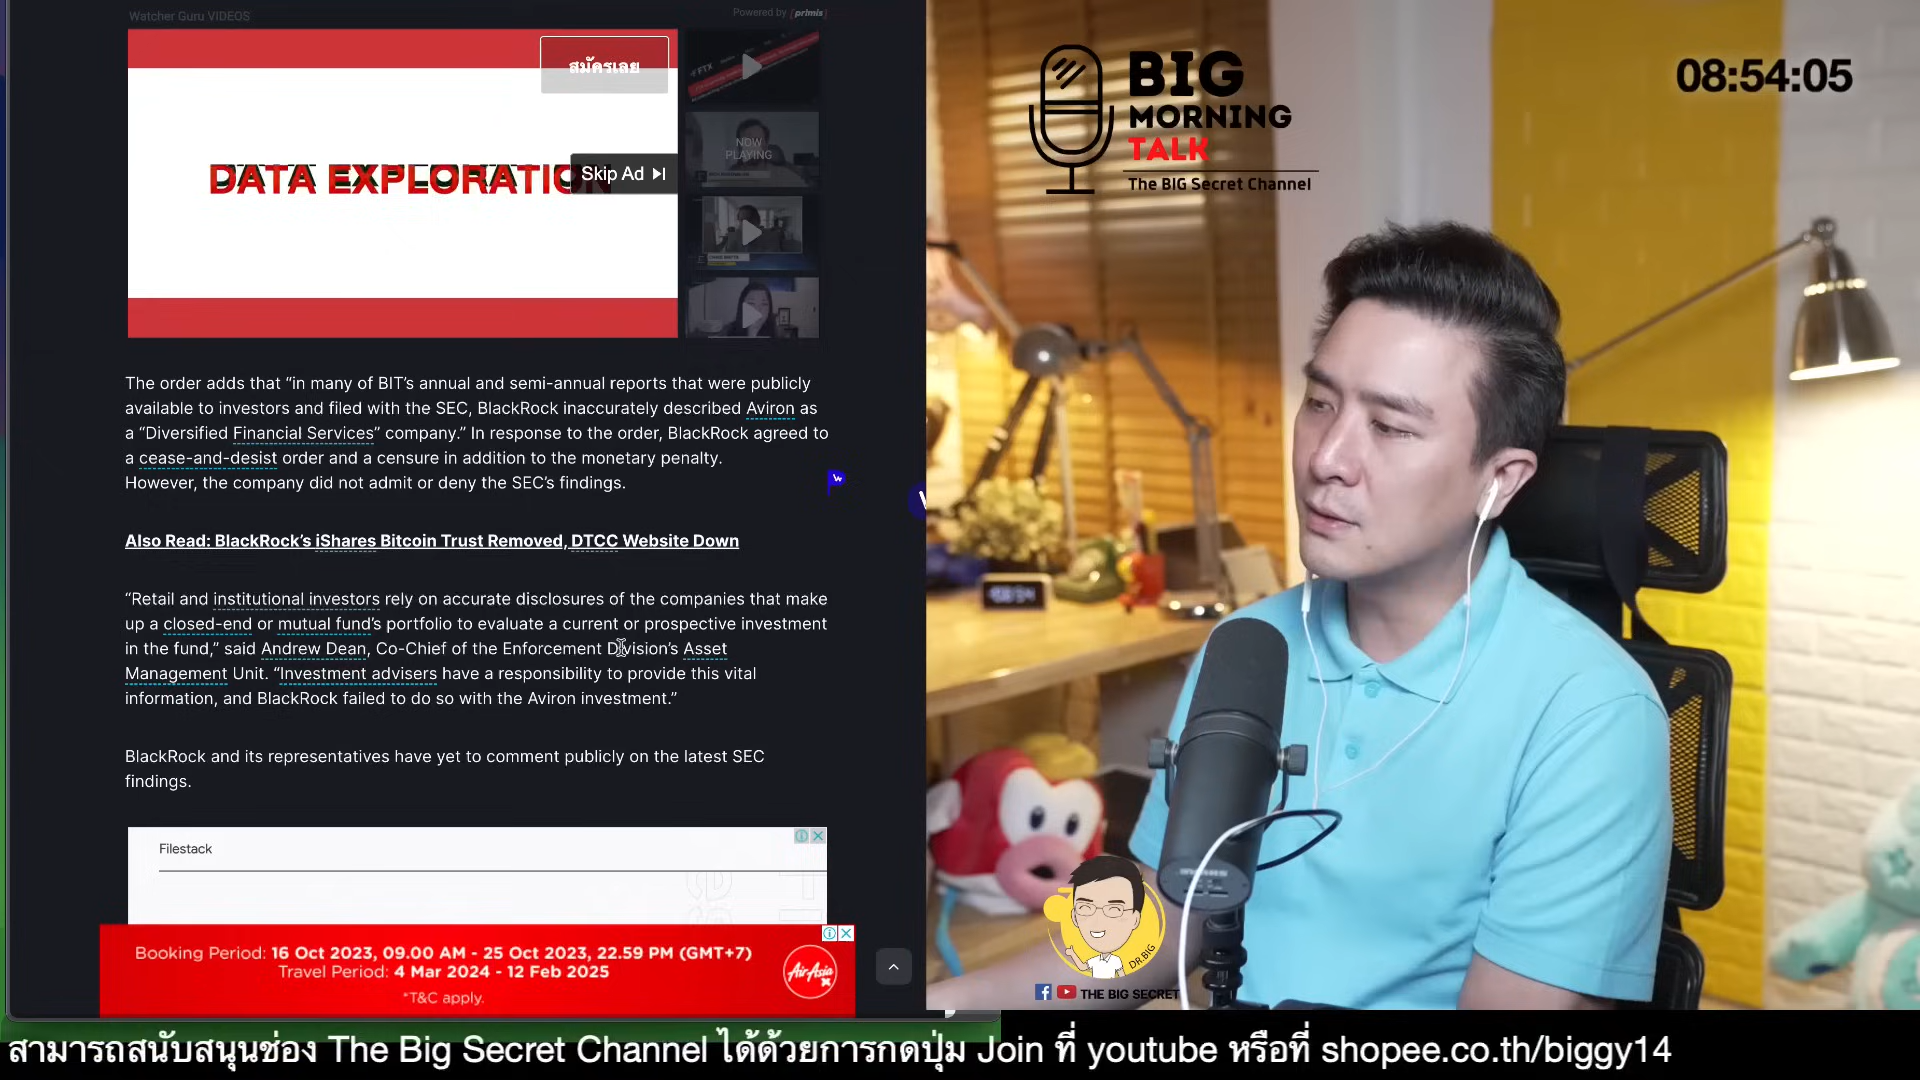 Watcher Guru VIDEOS
Powered by primis
สมัครเลย
DATA EXPLORATION
Skip Ad
FTX
NOW
PLAYING
The order adds that “in many of BIT’s annual and semi-annual reports that were publicly
available to investors and filed with the SEC, BlackRock inaccurately described Aviron as
a “Diversified Financial Services” company.” In response to the order, BlackRock agreed to
a cease-and-desist order and a censure in addition to the monetary penalty.
However, the company did not admit or deny the SEC’s findings.
Also Read: BlackRock’s iShares Bitcoin Trust Removed, DTCC Website Down
“Retail and institutional investors rely on accurate disclosures of the companies that make
up a closed-end or mutual fund’s portfolio to evaluate a current or prospective investment
in the fund,” said Andrew Dean, Co-Chief of the Enforcement Division’s Asset
Management Unit. “Investment advisers have a responsibility to provide this vital
information, and BlackRock failed to do so with the Aviron investment.”
BlackRock and its representatives have yet to comment publicly on the latest SEC
findings.
Filestack
Booking Period: 16 Oct 2023, 09.00 AM - 25 Oct 2023, 22.59 PM (GMT+7)
Travel Period: 4 Mar 2024 - 12 Feb 2025
*T&C apply.
AirAsia
BIG
MORNING
TALK
The BIG Secret Channel
08:54:05
DR.BIG
THE BIG SECRET
สามารถสนับสนุนช่อง The Big Secret Channel ได้ด้วยการกดปุ่ม Join ที่ youtube หรือที่ shopee.co.th/biggy14